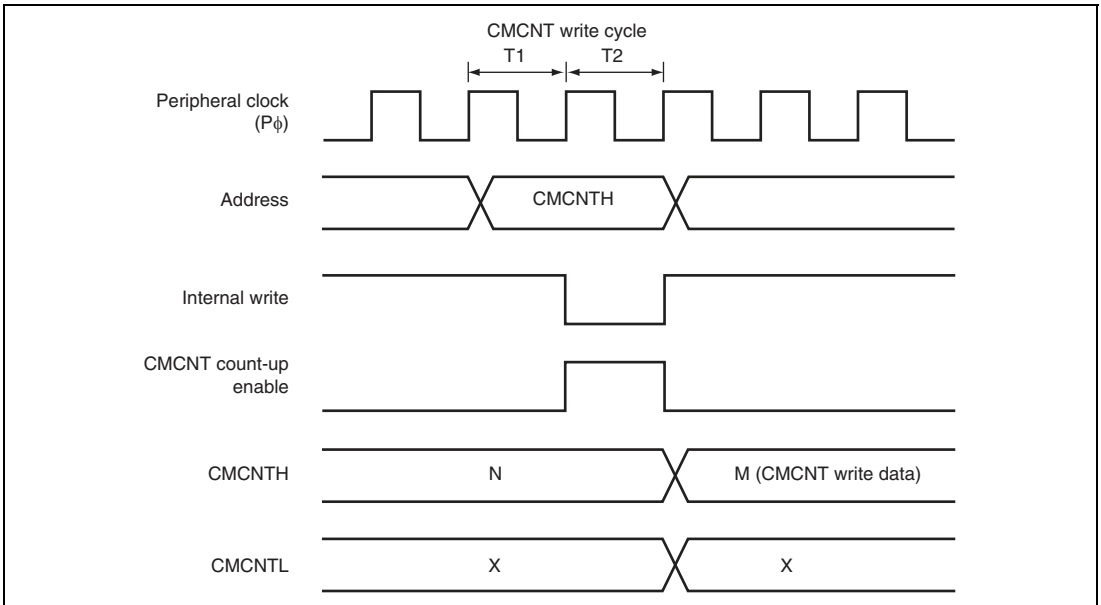 CMCNT write cycle
T1 T2
Peripheral clock
(Pϕ)
Address
CMCNTH
Internal write
CMCNT count-up
enable
CMCNTH
N
M (CMCNT write data)
CMCNTL
X
X